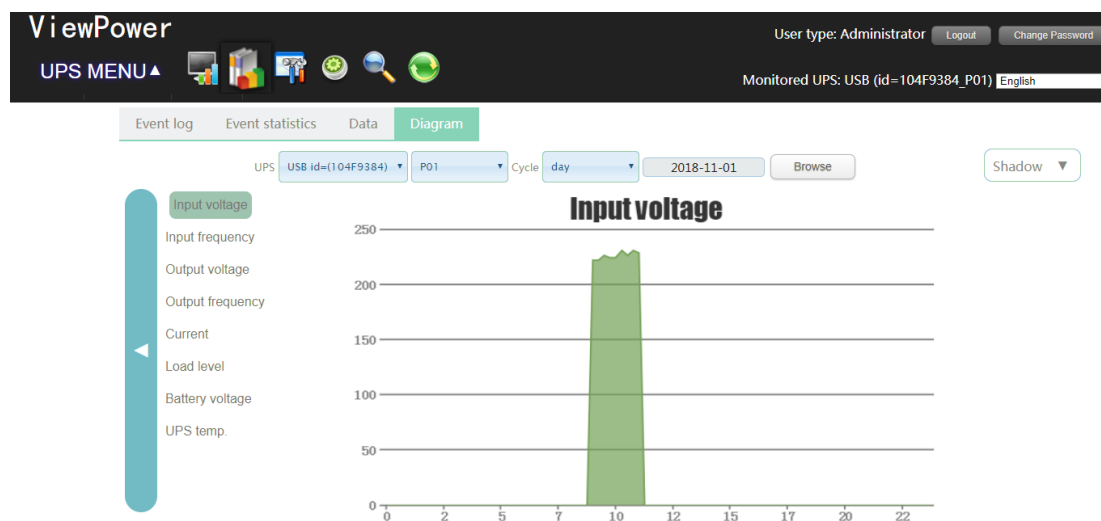 ViewPower
User type: Administrator Logout Change Password
UPS MENU▲
Monitored UPS: USB (id=104F9384_P01) English
Event log Event statistics Data Diagram
UPS USB id=(104F9384) ▼ P01 ▼ Cycle day ▼ 2018-11-01 Browse Shadow ▼
Input voltage
Input frequency
Output voltage
Output frequency
Current
Load level
Battery voltage
UPS temp.
Input voltage
250
200
150
100
50
0
0 2 5 7 10 12 15 17 20 22